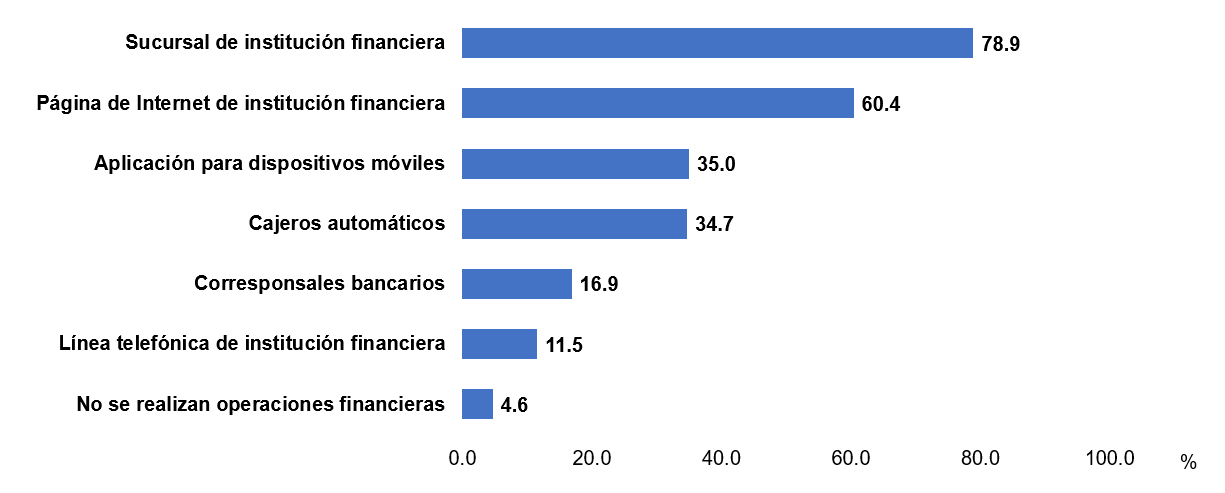 Sucursal de institución financiera 78.9
Página de Internet de institución financiera 60.4
Aplicación para dispositivos móviles 35.0
Cajeros automáticos 34.7
Corresponsales bancarios 16.9
Línea telefónica de institución financiera 11.5
No se realizan operaciones financieras 4.6
0.0 20.0 40.0 60.0 80.0 100.0 %